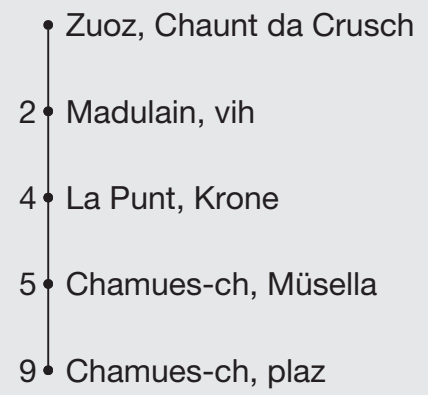 Zuoz, Chaunt da Crusch
2 Madulain, vih
4 La Punt, Krone
5 Chamues-ch, Müsella
9 Chamues-ch, plaz